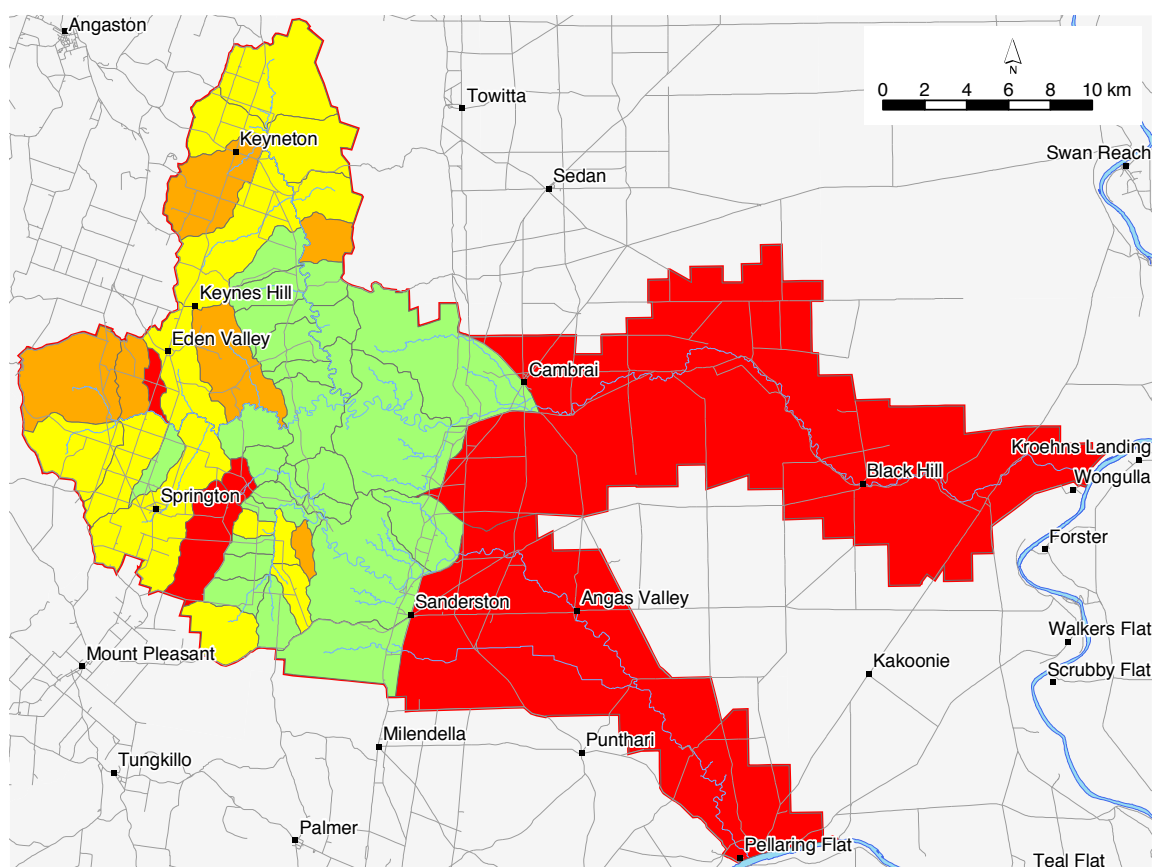 Angaston
N
0 2 4 6 8 10 km
Towitta
Keyneton
Swan Reach
Sedan
Keynes Hill
Eden Valley
Cambrai
Kroehns Landing
Black Hill
Wongulla
Springton
Forster
Sanderston
Angas Valley
Walkers Flat
Mount Pleasant
Kakoonie
Scrubby Flat
Milendella
Punthari
Tungkillo
Palmer
Pellaring Flat
Teal Flat